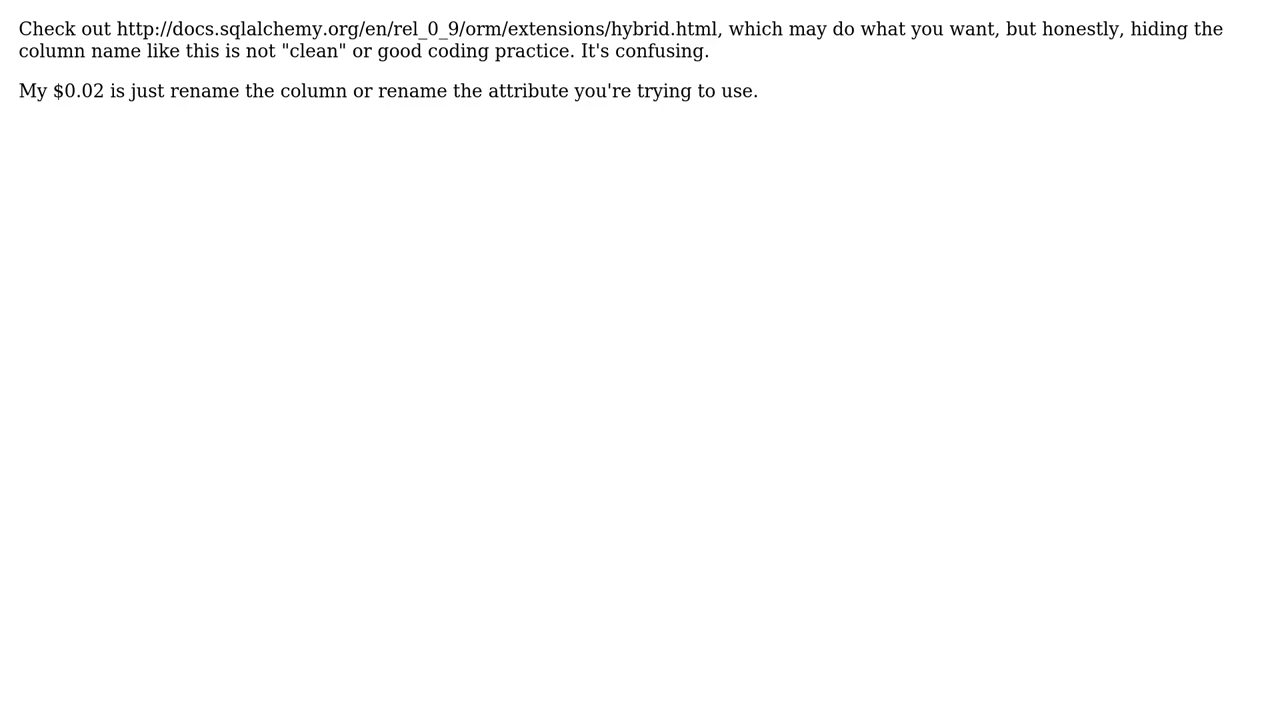 Check out http://docs.sqlalchemy.org/en/rel_0_9/orm/extensions/hybrid.html, which may do what you want, but honestly, hiding the
column name like this is not "clean" or good coding practice. It's confusing.
My $0.02 is just rename the column or rename the attribute you're trying to use.